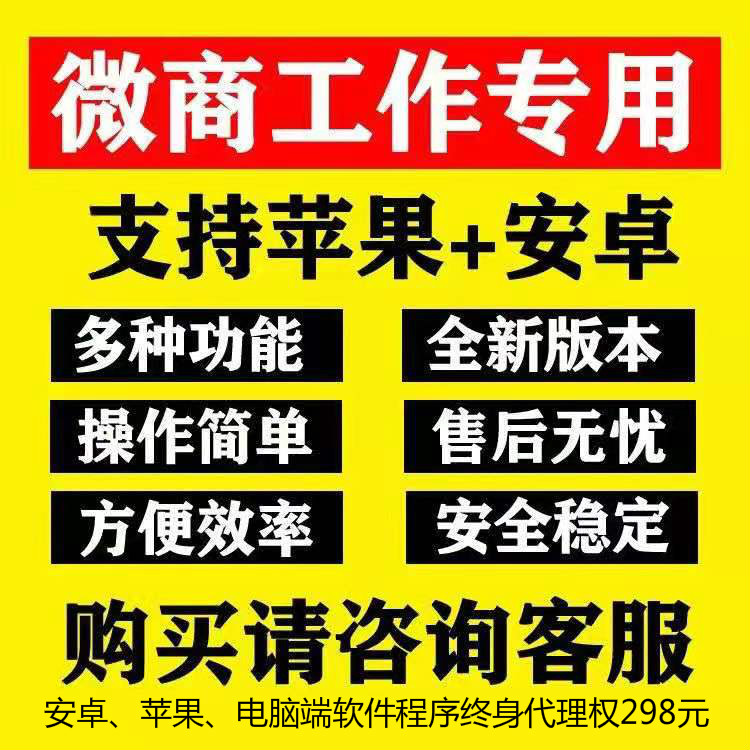 微商工作专用
支持苹果+安卓
多种功能 全新版本
操作简单 售后无忧
方便效率 安全稳定
购买请咨询客服
安卓、苹果、电脑端软件程序终身代理权298元